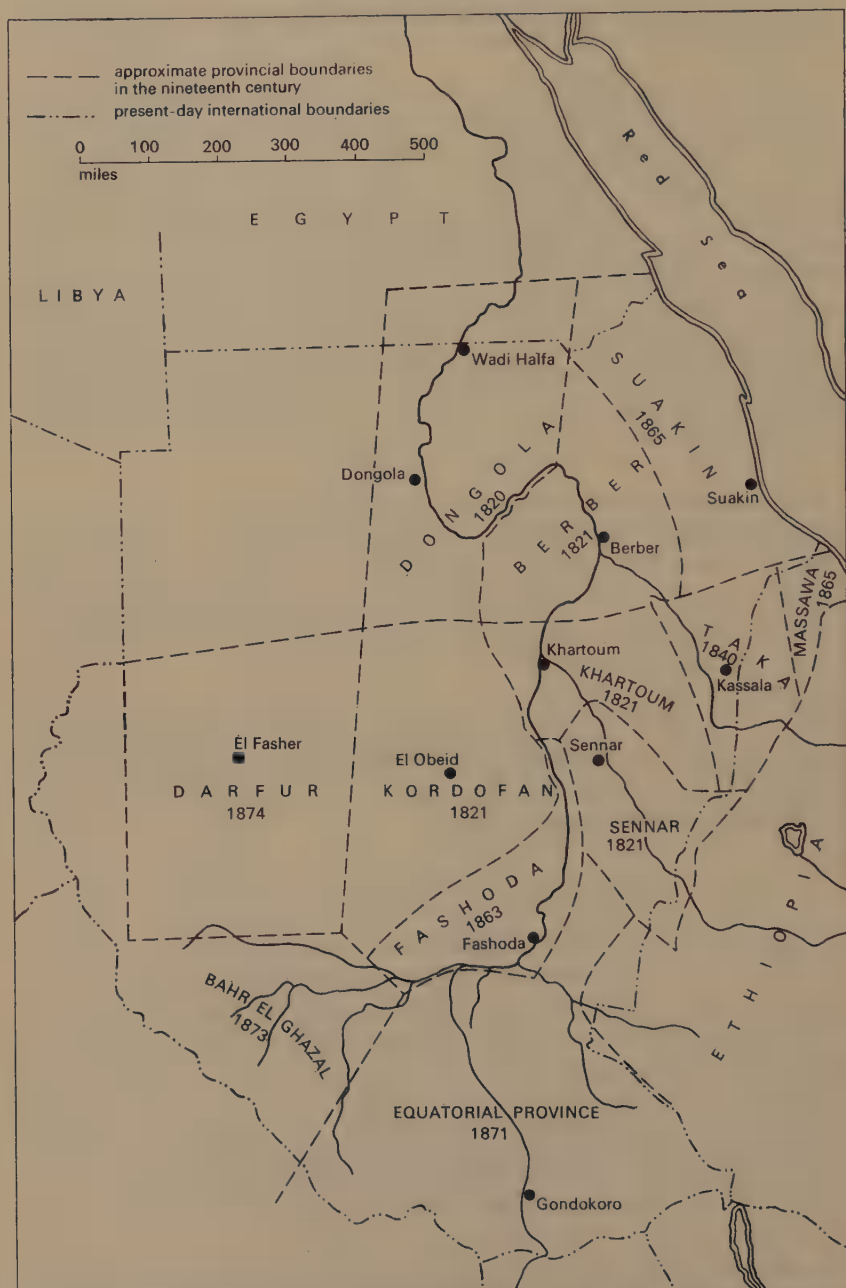 approximate provincial boundaries
in the nineteenth century
present-day international boundaries
0 100 200 300 400 500
miles
Red Sea
EGYPT
LIBYA
Wadi Halfa
SUAKIN
1865
Dongola
DONGOLA
1820
Suakin
BERBER
1821
Berber
MASSAWA
1865
TAKA
1840
Khartoum
KHARTOUM
1821
Kassala
El Fasher
El Obeid
Sennar
DARFUR
1874
KORDOFAN
1821
SENNAR
1821
ETHIOPIA
FASHODA
1863
Fashoda
BAHR EL GHAZAL
1873
EQUATORIAL PROVINCE
1871
Gondokoro